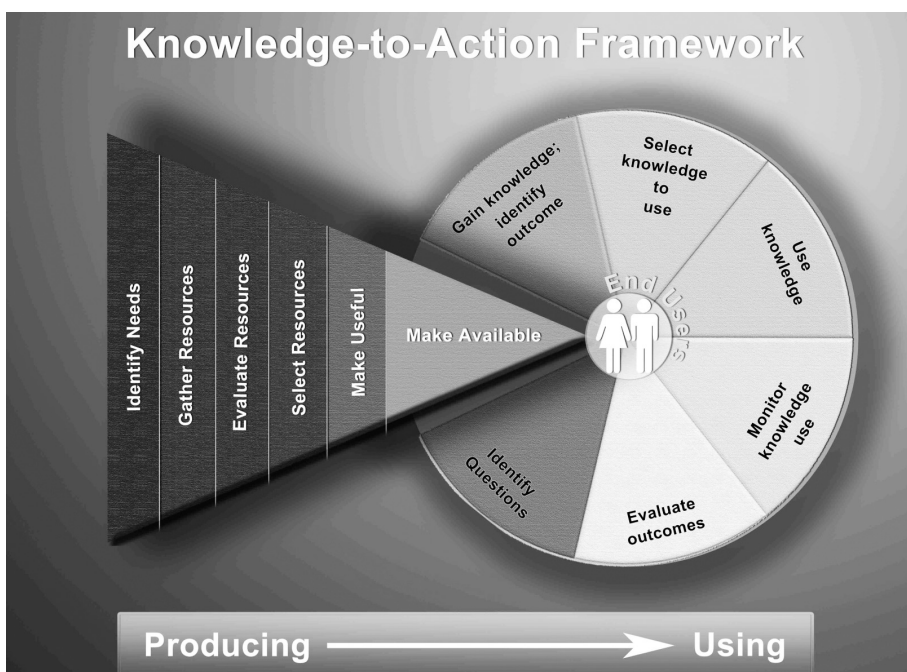 Knowledge-to-Action Framework
Identify Needs
Gather Resources
Evaluate Resources
Select Resources
Make Useful
Make Available
Gain knowledge;
identify
outcome
Select
knowledge
to
use
Use
knowledge
Monitor
knowledge
use
Evaluate
outcomes
Identify
Questions
End Users
Producing
Using